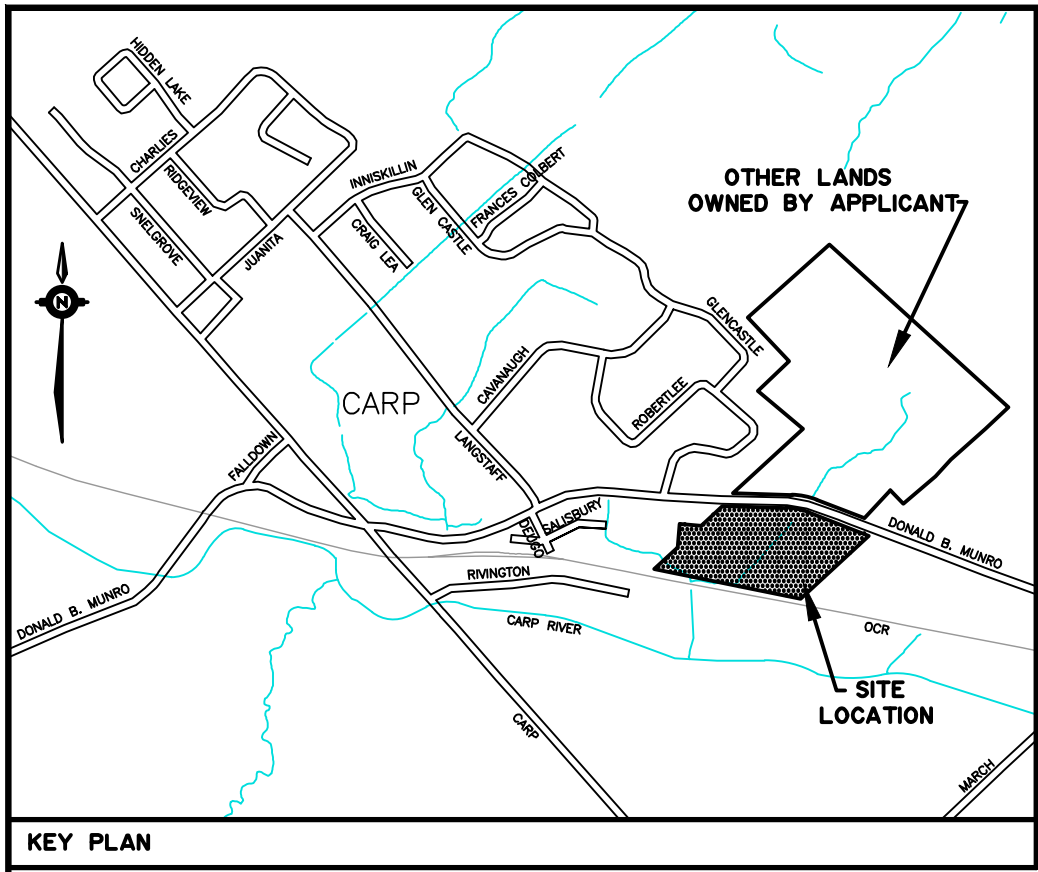 HIDDEN LAKE
CHARLIES
RIDGEVIEW
SNELGROVE
JUANITA
INNISKILLIN
CRAIG LEA
GLEN CASTLE
FRANCES COLBERT
OTHER LANDS
OWNED BY APPLICANT
N
GLENCASTLE
CAVANAUGH
ROBERTLEE
CARP
LANGSTAFF
FALLDOWN
SALISBURY
DONALD B. MUNRO
RIVINGTON
DONALD B. MUNRO
CARP RIVER
OCR
SITE
LOCATION
CARP
MARCH
KEY PLAN